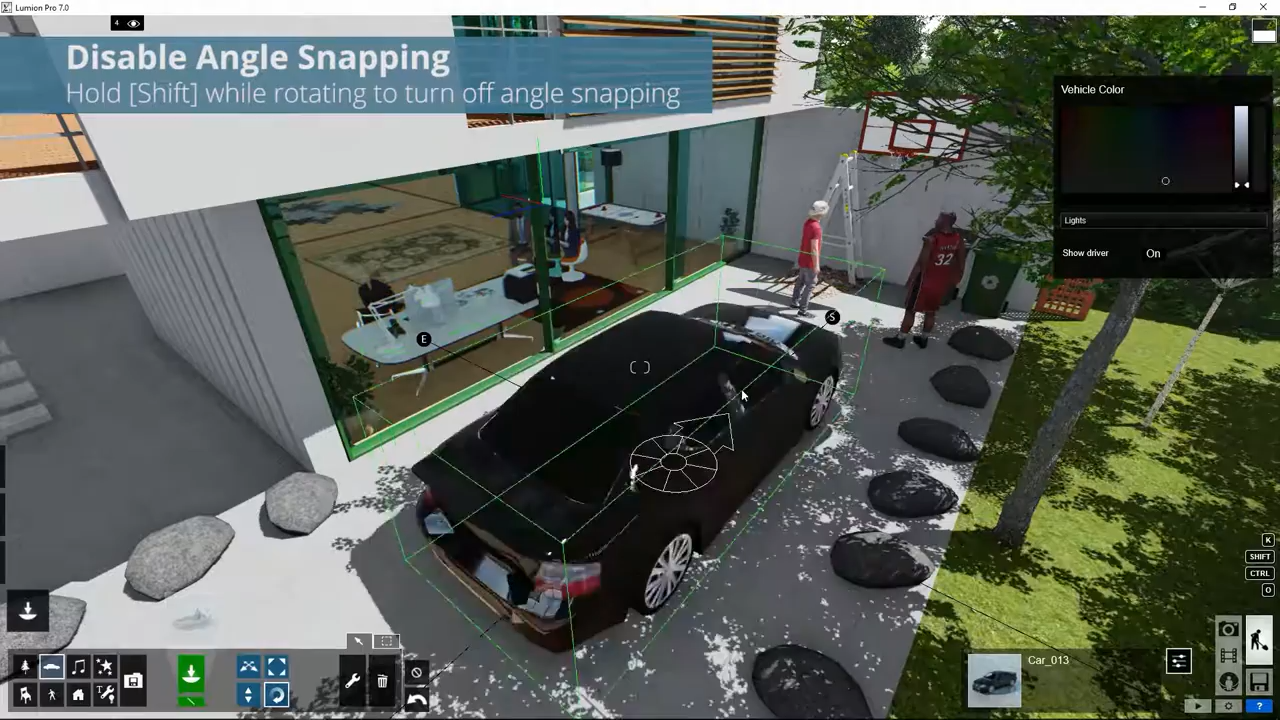 Lumion Pro 7.0
4
Disable Angle Snapping
Hold [Shift] while rotating to turn off angle snapping
Vehicle Color
Lights
Show driver On
32
E
S
K
SHIFT
CTRL
O
Car_013
?